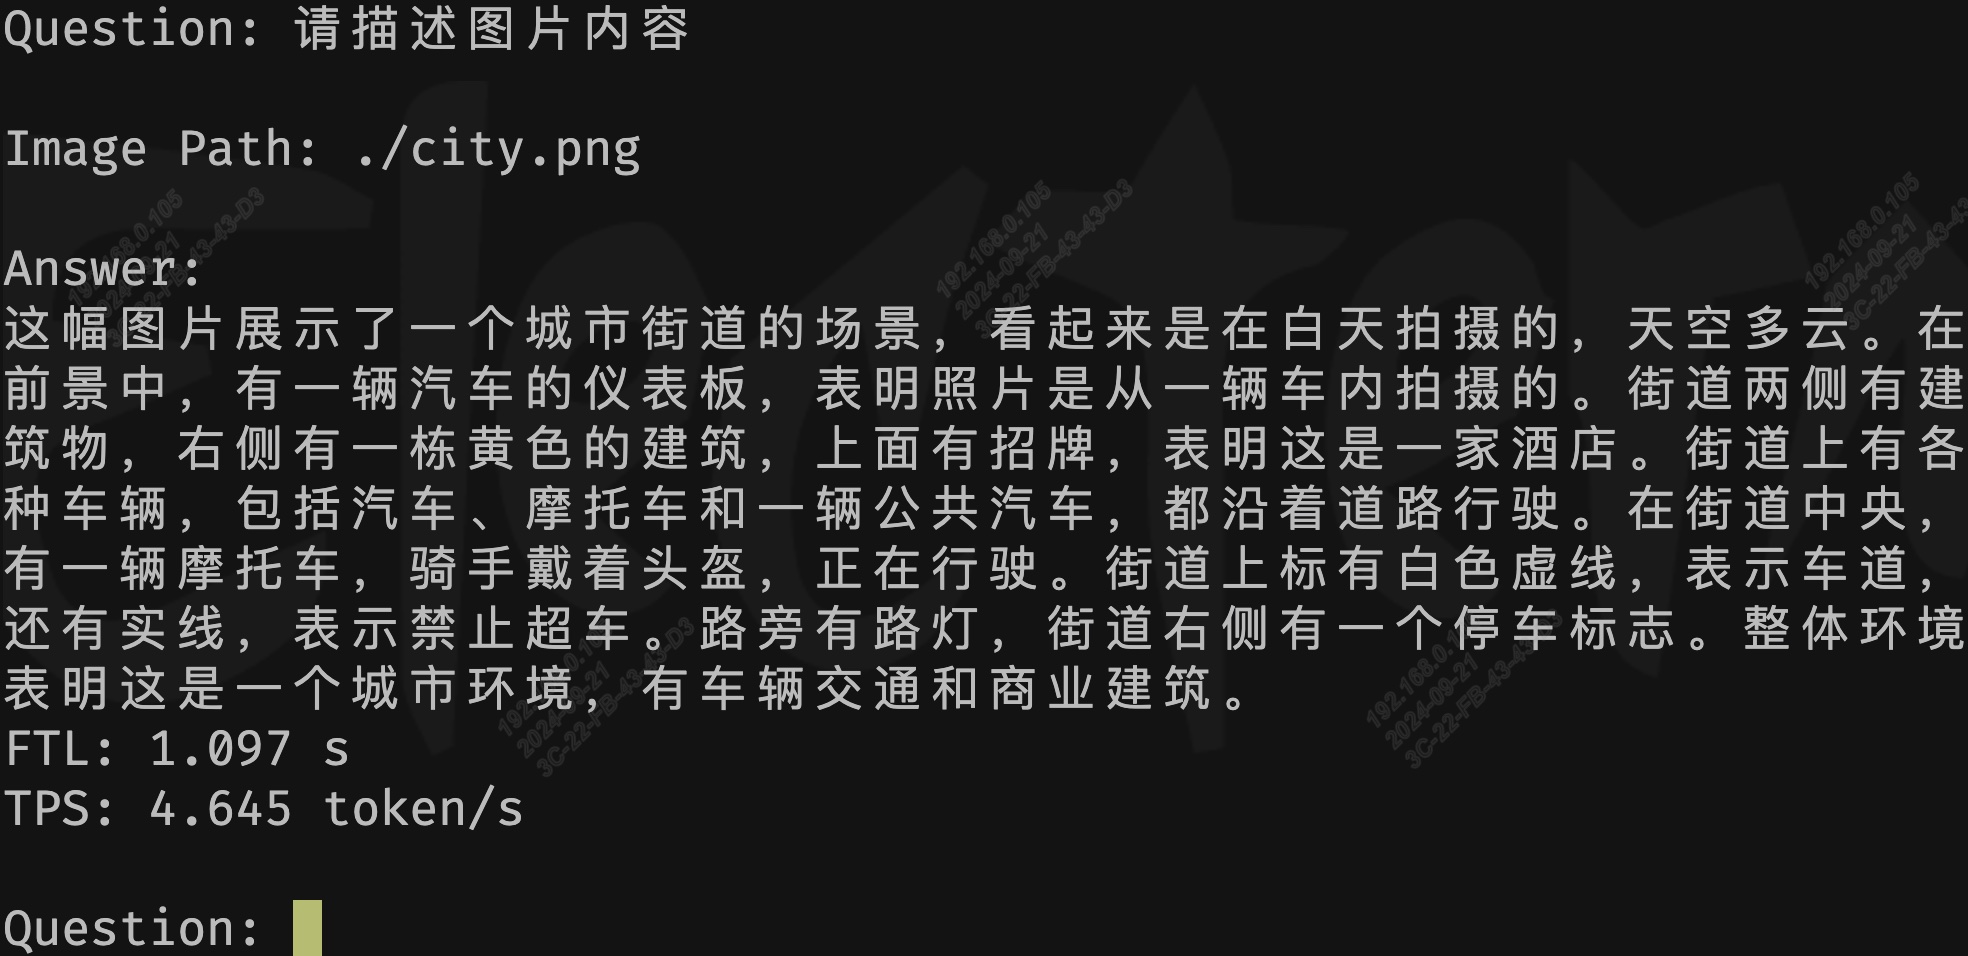 Question: 请描述图片内容
Image Path: ./city.png
Answer:
这幅图片展示了一个城市街道的场景，看起来是在白天拍摄的，天空多云。在
前景中，有一辆汽车的仪表板，表明照片是从一辆车内拍摄的。街道两侧有建
筑物，右侧有一栋黄色的建筑，上面有招牌，表明这是一家酒店。街道上有各
种车辆，包括汽车、摩托车和一辆公共汽车，都沿着道路行驶。在街道中央，
有一辆摩托车，骑手戴着头盔，正在行驶。街道上标有白色虚线，表示车道，
还有实线，表示禁止超车。路旁有路灯，街道右侧有一个停车标志。整体环境
表明这是一个城市环境，有车辆交通和商业建筑。
FTL: 1.097 s
TPS: 4.645 token/s
Question:
192.168.0.105
2024-09-21
3C-22-FB-43-43-D3